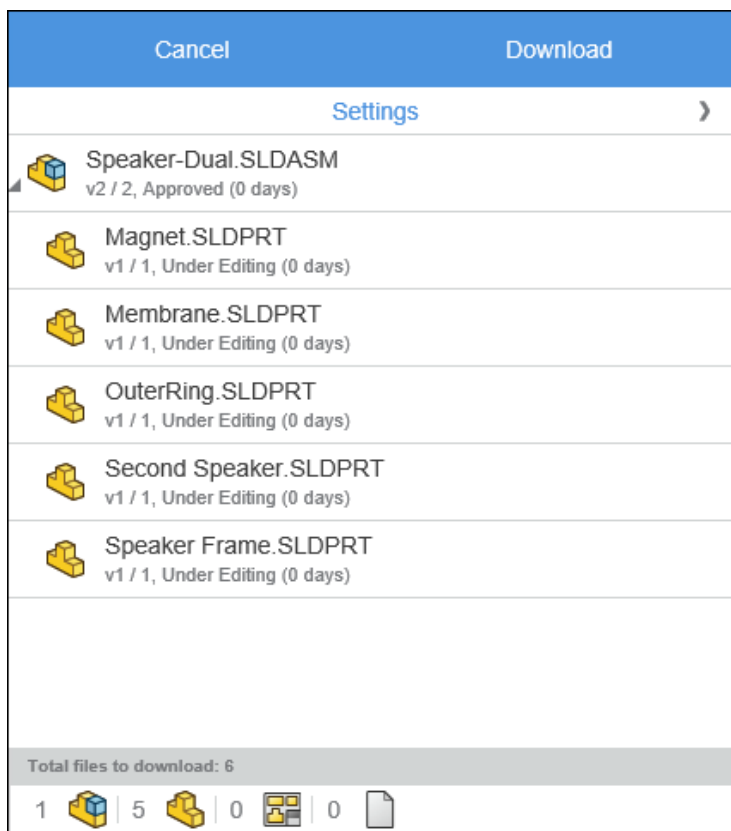 Cancel Download
Settings
Speaker-Dual.SLDASM
v2 / 2, Approved (0 days)
Magnet.SLDPRT
v1 / 1, Under Editing (0 days)
Membrane.SLDPRT
v1 / 1, Under Editing (0 days)
OuterRing.SLDPRT
v1 / 1, Under Editing (0 days)
Second Speaker.SLDPRT
v1 / 1, Under Editing (0 days)
Speaker Frame.SLDPRT
v1 / 1, Under Editing (0 days)
Total files to download: 6
1 5 0 0